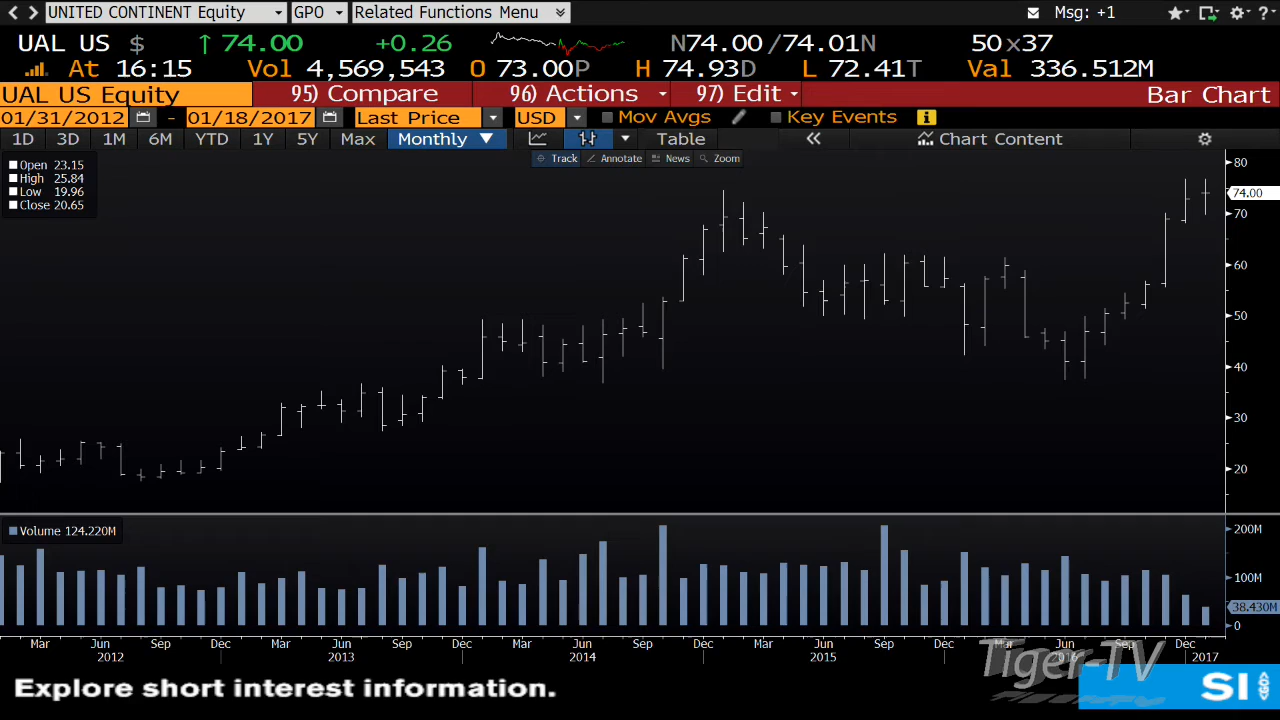 UNITED CONTINENT Equity GPO Related Functions Menu Msg: +1 ?
UAL US $ ↑ 74.00 +0.26 N74.00 /74.01N 50x37
At 16:15 Vol 4,569,543 O 73.00P H 74.93D L 72.41T Val 336.512M
UAL US Equity 95) Compare 96) Actions 97) Edit Bar Chart
01/31/2012 - 01/18/2017 Last Price USD Mov Avgs Key Events i
1D 3D 1M 6M YTD 1Y 5Y Max Monthly ▼ Table « Chart Content
Track Annotate News Zoom
Open 23.15
High 25.84
Low 19.96
Close 20.65
80
74.00
70
60
50
40
30
20
Volume 124.220M
200M
100M
38.430M
0
Mar Jun Sep Dec Mar Jun Sep Dec Mar Jun Sep Dec Mar Jun Sep Dec Mar Jun Sep Dec
2012 2013 2014 2015 2016 2017
Tiger-TV
Explore short interest information.
SI
GO